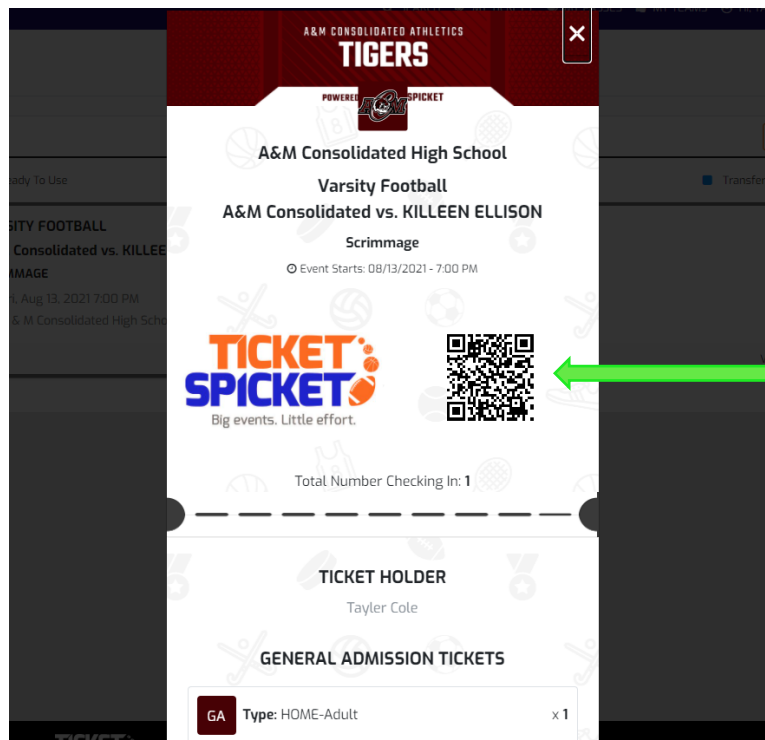 A&M CONSOLIDATED ATHLETICS
TIGERS
POWERED SPICKET
A&M
A&M Consolidated High School
Varsity Football
A&M Consolidated vs. KILLEEN ELLISON
Scrimmage
Event Starts: 08/13/2021 - 7:00 PM
ady To Use
Transfer
SITY FOOTBALL
Consolidated vs. KILLEE
MMAGE
i, Aug 13, 2021 7:00 PM
& M Consolidated High Scho
TICKET
SPICKET
Big events. Little effort.
Total Number Checking In: 1
TICKET HOLDER
Tayler Cole
GENERAL ADMISSION TICKETS
GA Type: HOME-Adult x 1
TICKET